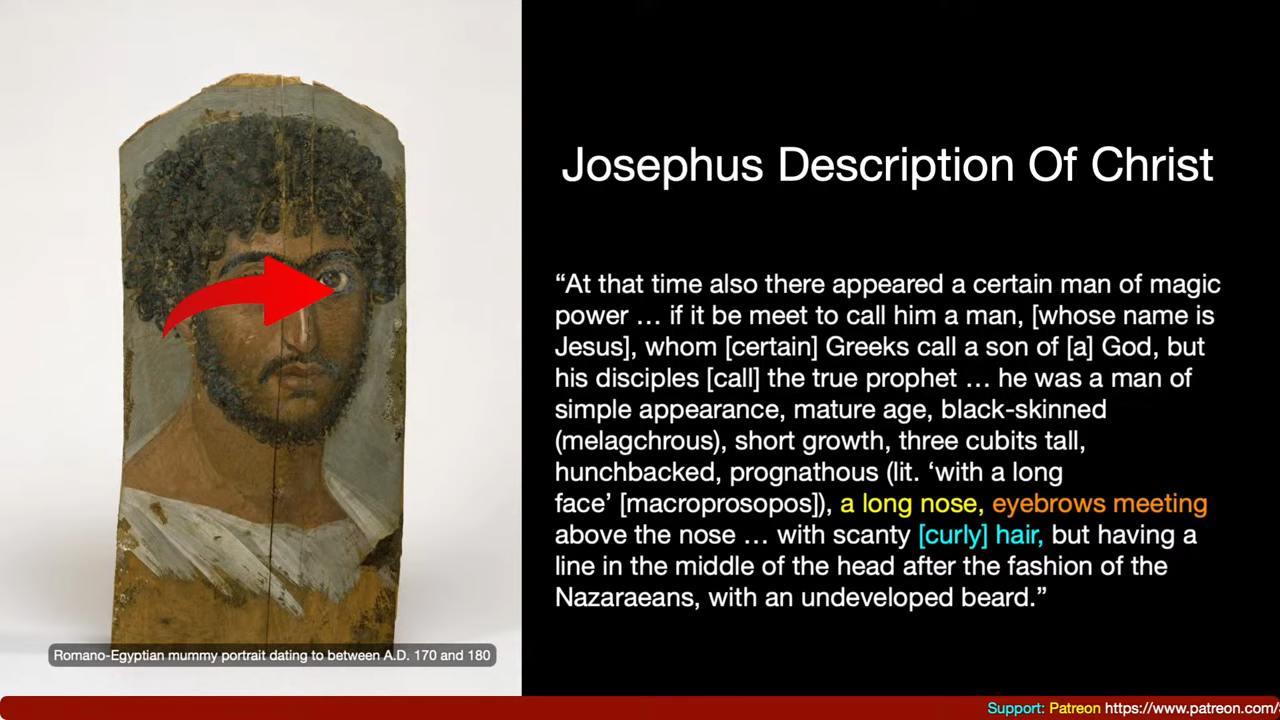 Josephus Description Of Christ
“At that time also there appeared a certain man of magic
power … if it be meet to call him a man, [whose name is
Jesus], whom [certain] Greeks call a son of [a] God, but
his disciples [call] the true prophet … he was a man of
simple appearance, mature age, black-skinned
(melagchrous), short growth, three cubits tall,
hunchbacked, prognathous (lit. ‘with a long
face’ [macroprosopos]), a long nose, eyebrows meeting
above the nose … with scanty [curly] hair, but having a
line in the middle of the head after the fashion of the
Nazaraeans, with an undeveloped beard.”
Romano-Egyptian mummy portrait dating to between A.D. 170 and 180
Support: Patreon https://www.patreon.com/